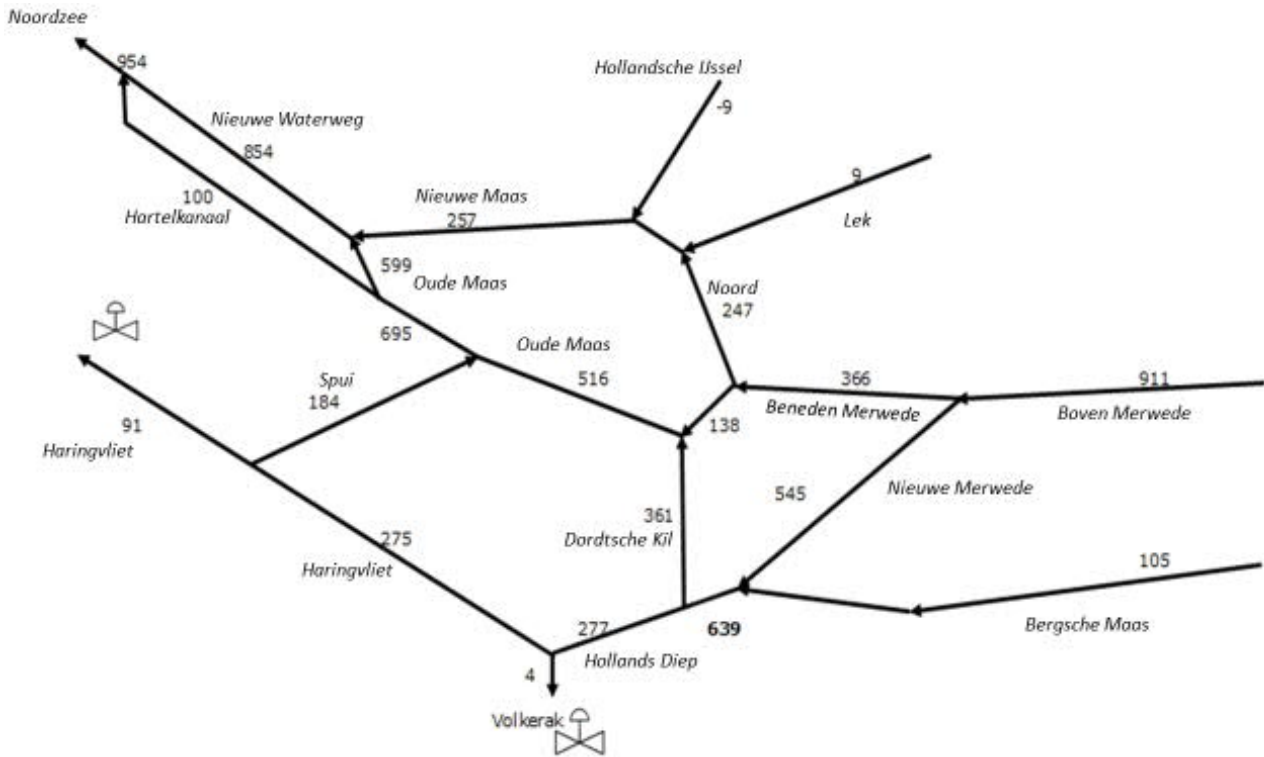 Noordzee
954
Hollandsche IJssel
-9
Nieuwe Waterweg
854
9
100
Nieuwe Maas
Hartelkanaal
257
Lek
599
Oude Maas
Noord
247
695
Oude Maas
516
Spui
184
366
911
Beneden Merwede
Boven Merwede
138
91
Haringvliet
545
Nieuwe Merwede
361
275
Dordtsche Kil
Haringvliet
105
277
639
Bergsche Maas
Hollands Diep
4
Volkerak